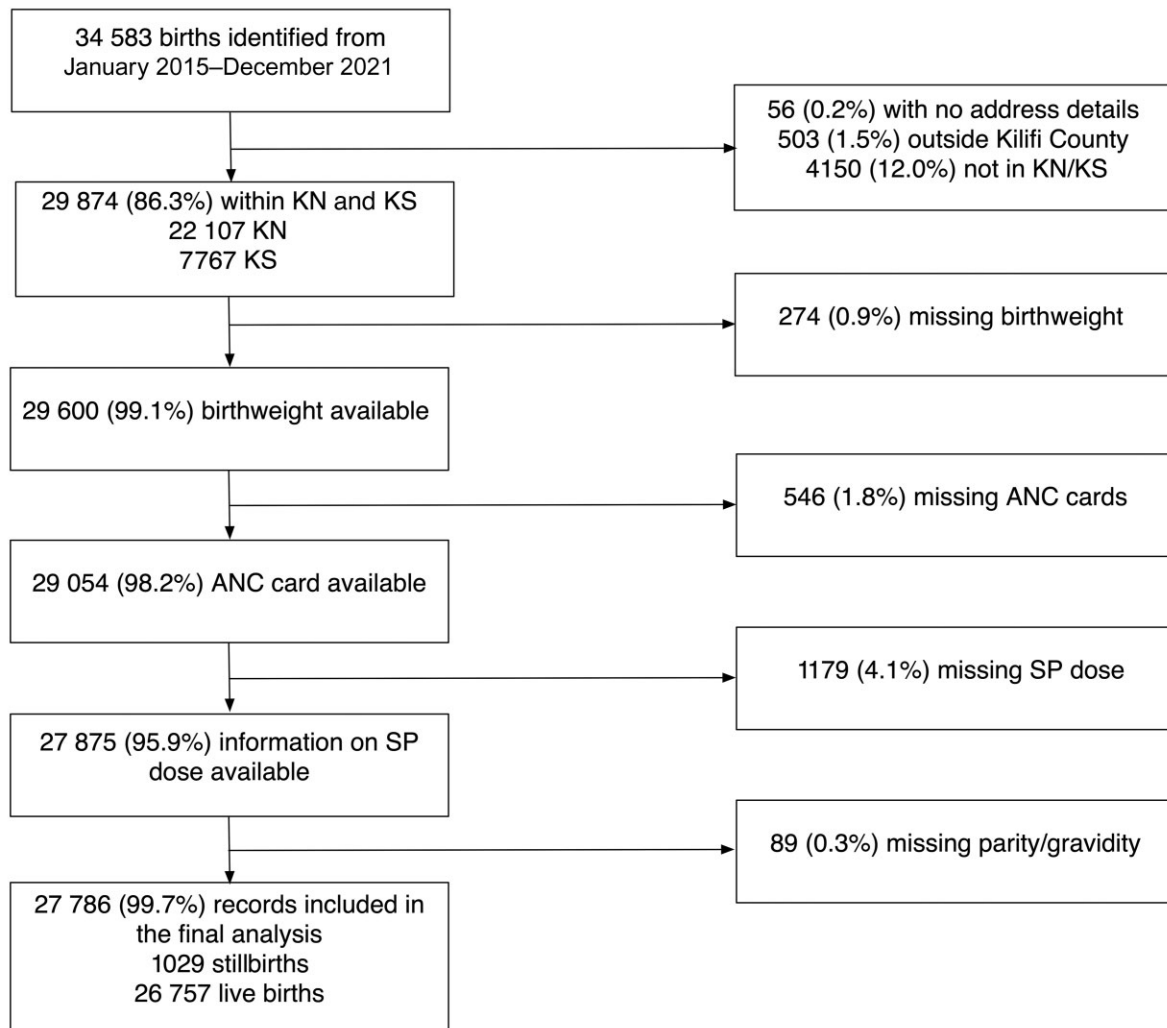 34 583 births identified from
January 2015–December 2021
56 (0.2%) with no address details
503 (1.5%) outside Kilifi County
4150 (12.0%) not in KN/KS
29 874 (86.3%) within KN and KS
22 107 KN
7767 KS
274 (0.9%) missing birthweight
29 600 (99.1%) birthweight available
546 (1.8%) missing ANC cards
29 054 (98.2%) ANC card available
1179 (4.1%) missing SP dose
27 875 (95.9%) information on SP
dose available
89 (0.3%) missing parity/gravidity
27 786 (99.7%) records included in
the final analysis
1029 stillbirths
26 757 live births